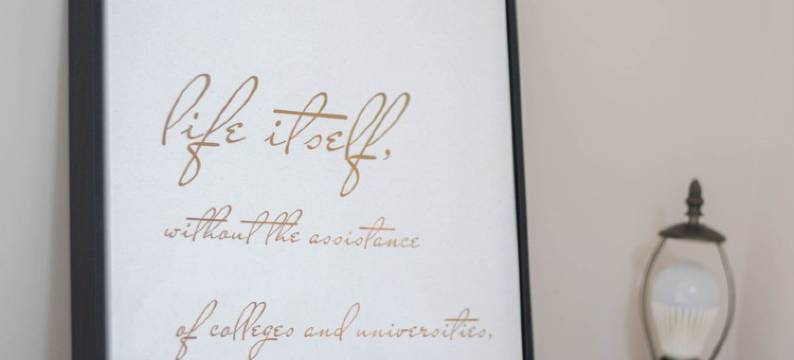 life itself,
without the assistance
of colleges and universities,